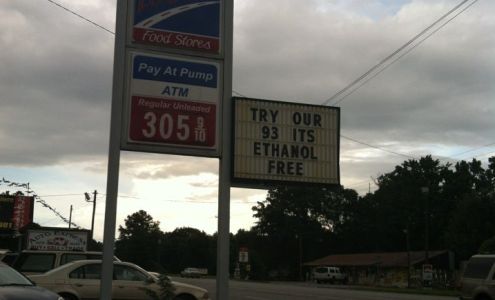 Food Stores
Pay At Pump
ATM
Regular Unleaded
305 9/10
TRY OUR
93 ITS
ETHANOL
FREE